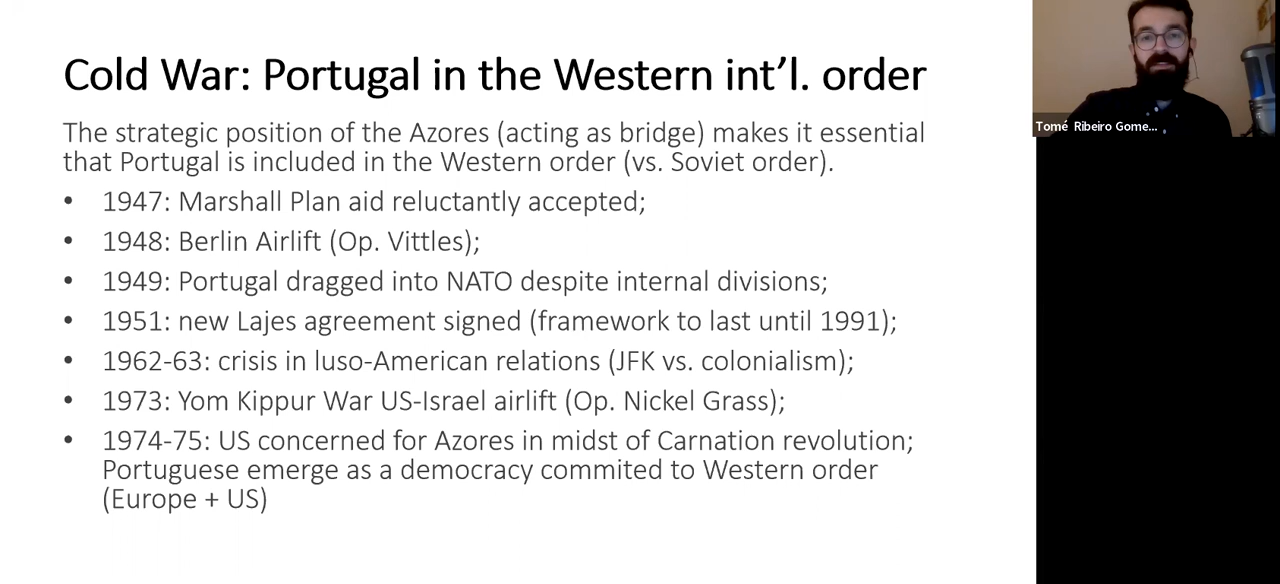 Cold War: Portugal in the Western int’l. order
The strategic position of the Azores (acting as bridge) makes it essential
that Portugal is included in the Western order (vs. Soviet order).
• 1947: Marshall Plan aid reluctantly accepted;
• 1948: Berlin Airlift (Op. Vittles);
• 1949: Portugal dragged into NATO despite internal divisions;
• 1951: new Lajes agreement signed (framework to last until 1991);
• 1962-63: crisis in luso-American relations (JFK vs. colonialism);
• 1973: Yom Kippur War US-Israel airlift (Op. Nickel Grass);
• 1974-75: US concerned for Azores in midst of Carnation revolution;
Portuguese emerge as a democracy commited to Western order
(Europe + US)
Tomé Ribeiro Gome...